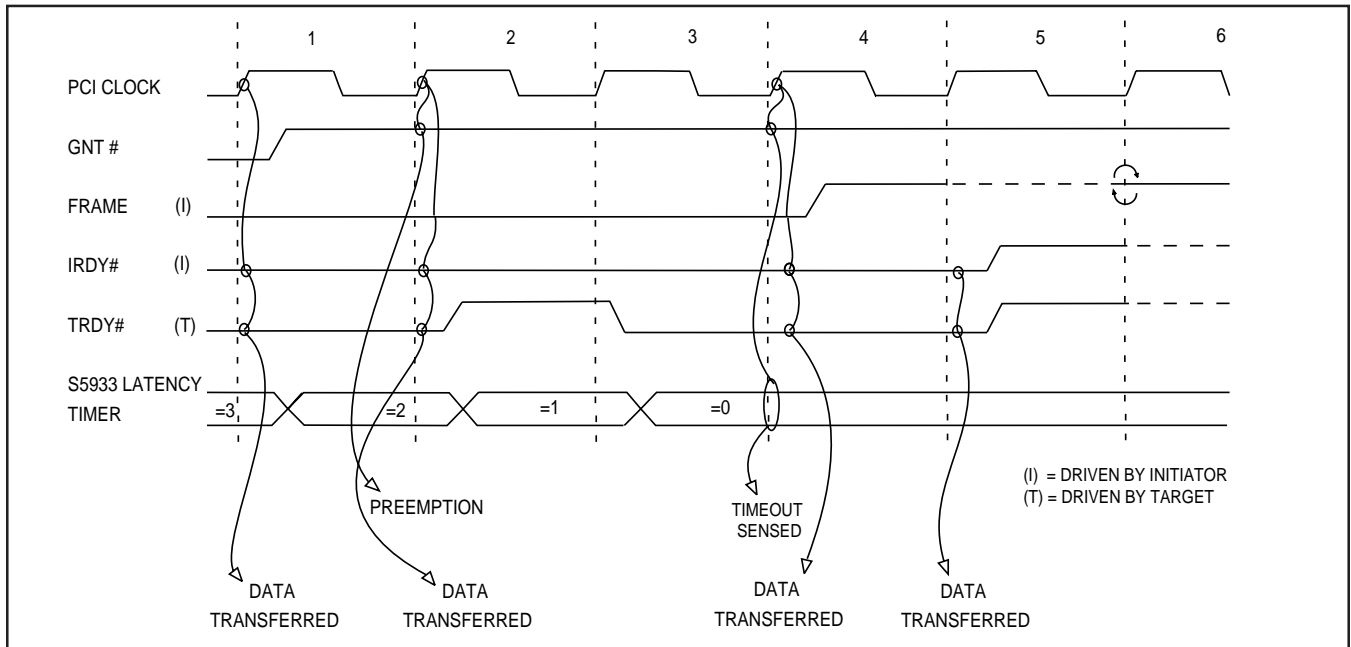 1 2 3 4 5 6
PCI CLOCK
GNT #
FRAME (I)
IRDY# (I)
TRDY# (T)
S5933 LATENCY
TIMER =3 =2 =1 =0
(I) = DRIVEN BY INITIATOR
(T) = DRIVEN BY TARGET
PREEMPTION
TIMEOUT
SENSED
DATA
TRANSFERRED
DATA
TRANSFERRED
DATA
TRANSFERRED
DATA
TRANSFERRED